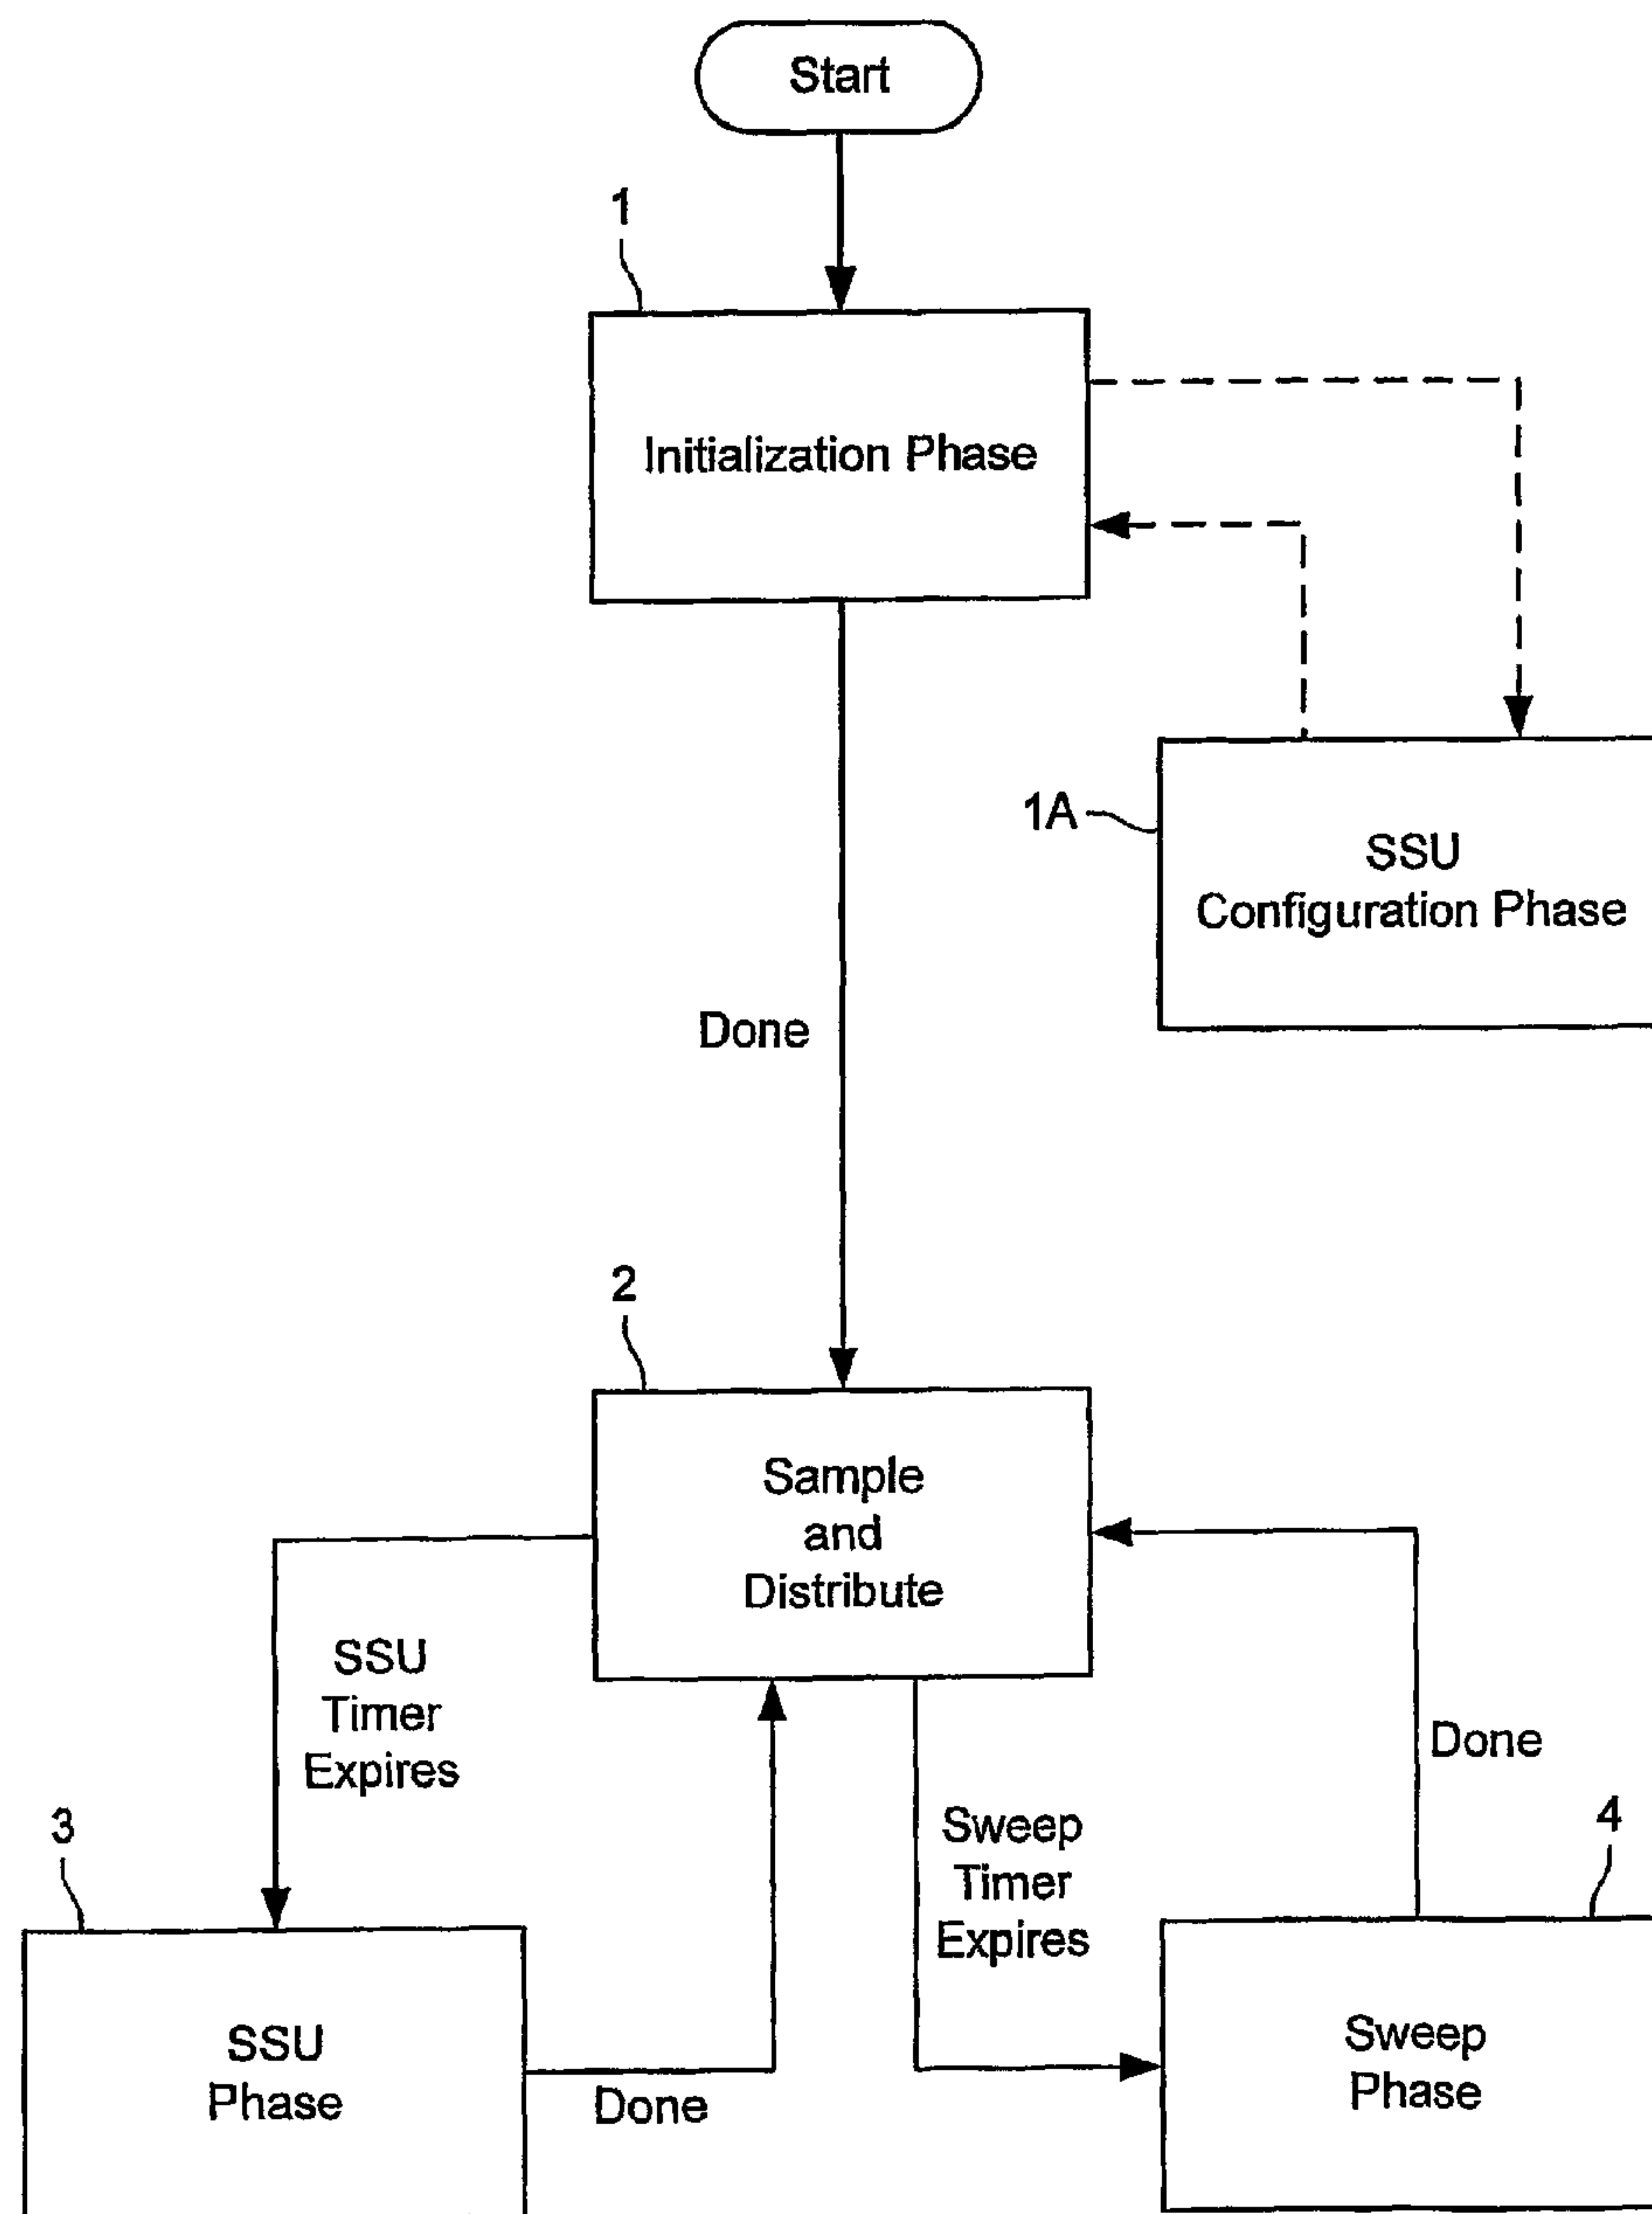 Start
1
Initialization Phase
1A
SSU
Configuration Phase
Done
2
Sample
and
Distribute
SSU
Timer
Expires
Done
3
Sweep
Timer
Expires
4
SSU
Phase
Done
Sweep
Phase